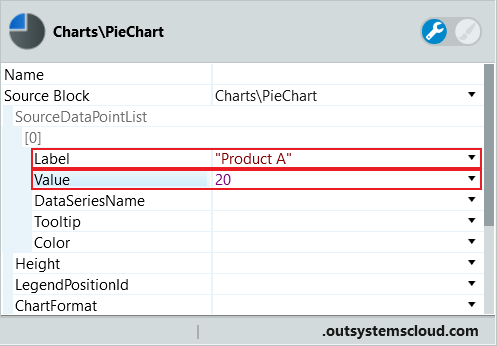 Charts\PieChart
Name
Source Block Charts\PieChart
SourceDataPointList
[0]
Label "Product A"
Value 20
DataSeriesName
Tooltip
Color
Height
LegendPositionId
ChartFormat
| .outsystemscloud.com